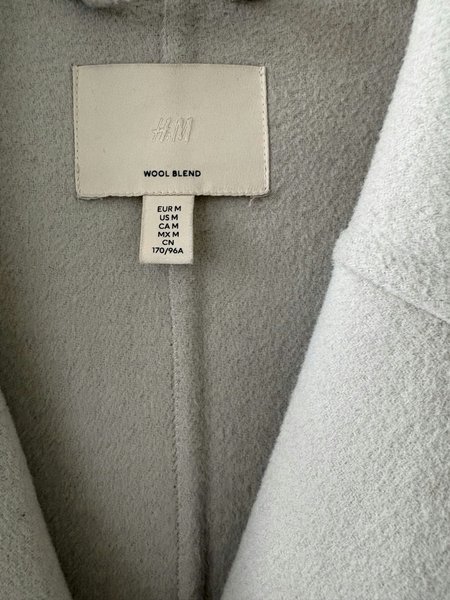 H&M
WOOL BLEND
EUR M
US M
CA M
MX M
CN
170/96A